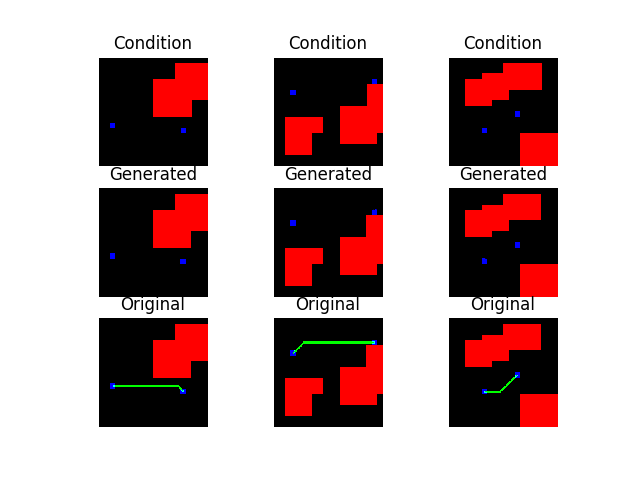 Condition Condition Condition
Generated Generated Generated
Original Original Original